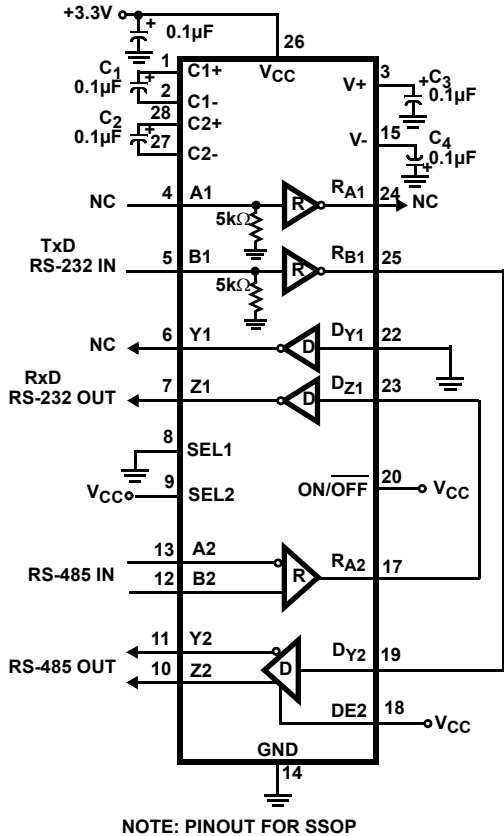 +3.3V
0.1µF
26
1
C1
0.1µF
2
C1+
C1-
VCC
V+
3
C3
0.1µF
C2
28
0.1µF
27
C2+
C2-
V-
15
C4
0.1µF
NC
4
A1
5kΩ
R
RA1
24
NC
TxD
RS-232 IN
5
B1
5kΩ
R
RB1
25
NC
6
Y1
D
DY1
22
RxD
RS-232 OUT
7
Z1
D
DZ1
23
8
SEL1
VCC
9
SEL2
ON/OFF
20
VCC
RS-485 IN
13
A2
12
B2
R
RA2
17
RS-485 OUT
11
Y2
10
Z2
D
DY2
19
DE2
18
VCC
GND
14
NOTE: PINOUT FOR SSOP